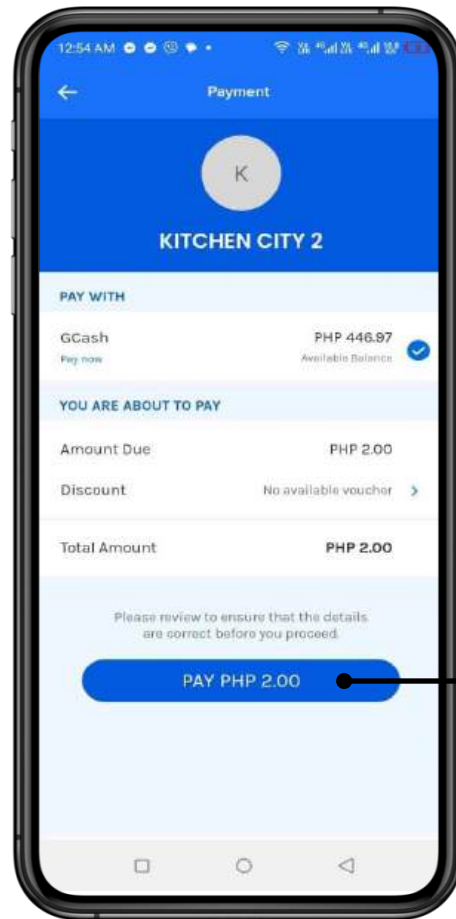 12:54 AM
Payment
K
KITCHEN CITY 2
PAY WITH
GCash PHP 446.97
Pay now Available Balance
YOU ARE ABOUT TO PAY
Amount Due PHP 2.00
Discount No available voucher >
Total Amount PHP 2.00
Please review to ensure that the details
are correct before you proceed.
PAY PHP 2.00